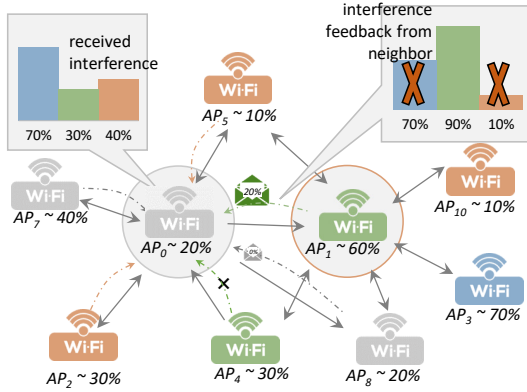 received
interference
70% 30% 40%
interference
feedback from
neighbor
X X
70% 90% 10%
Wi-Fi
AP5 ~ 10%
Wi-Fi
AP7 ~ 40%
Wi-Fi
AP0 ~ 20%
20%
0%
Wi-Fi
AP1 ~ 60%
Wi-Fi
AP10 ~ 10%
Wi-Fi
AP3 ~ 70%
Wi-Fi
AP2 ~ 30%
Wi-Fi
AP4 ~ 30%
Wi-Fi
AP8 ~ 20%